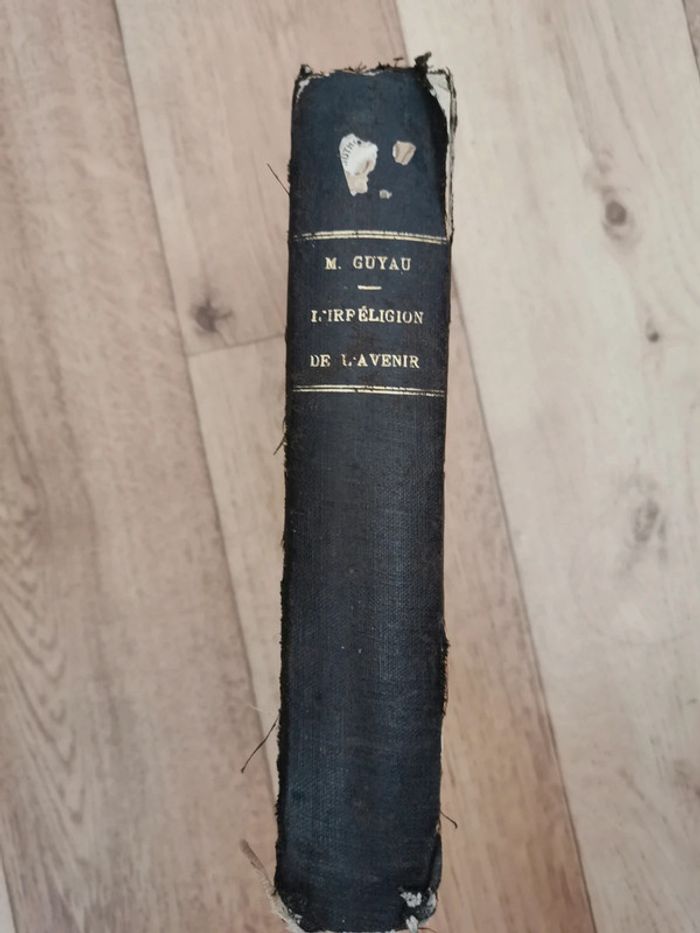 M. GUYAU
L'IRRÉLIGION
DE L'AVENIR